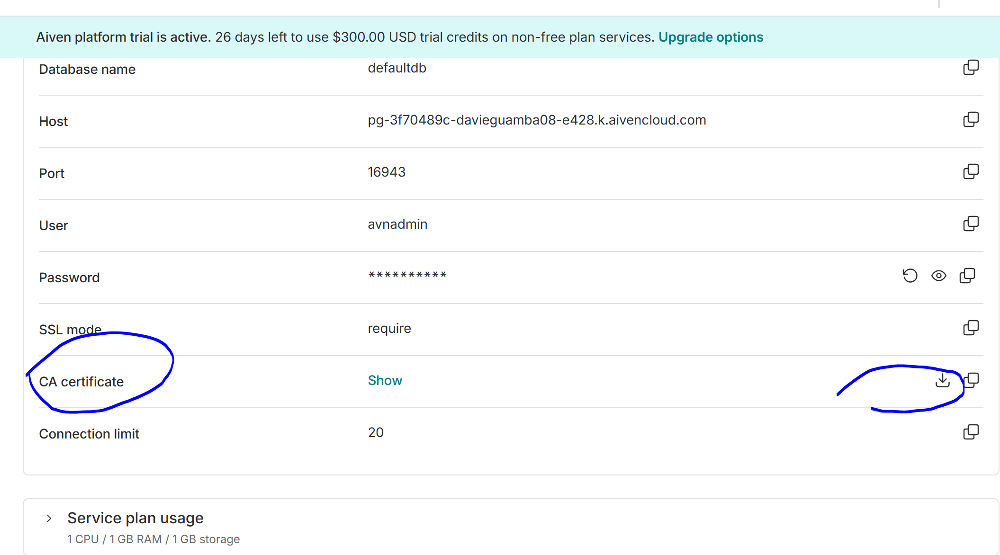 Aiven platform trial is active. 26 days left to use $300.00 USD trial credits on non-free plan services. Upgrade options
Database name defaultdb
Host pg-3f70489c-davieguamba08-e428.k.aivencloud.com
Port 16943
User avnadmin
Password **********
SSL mode require
CA certificate Show
Connection limit 20
Service plan usage
1 CPU / 1 GB RAM / 1 GB storage